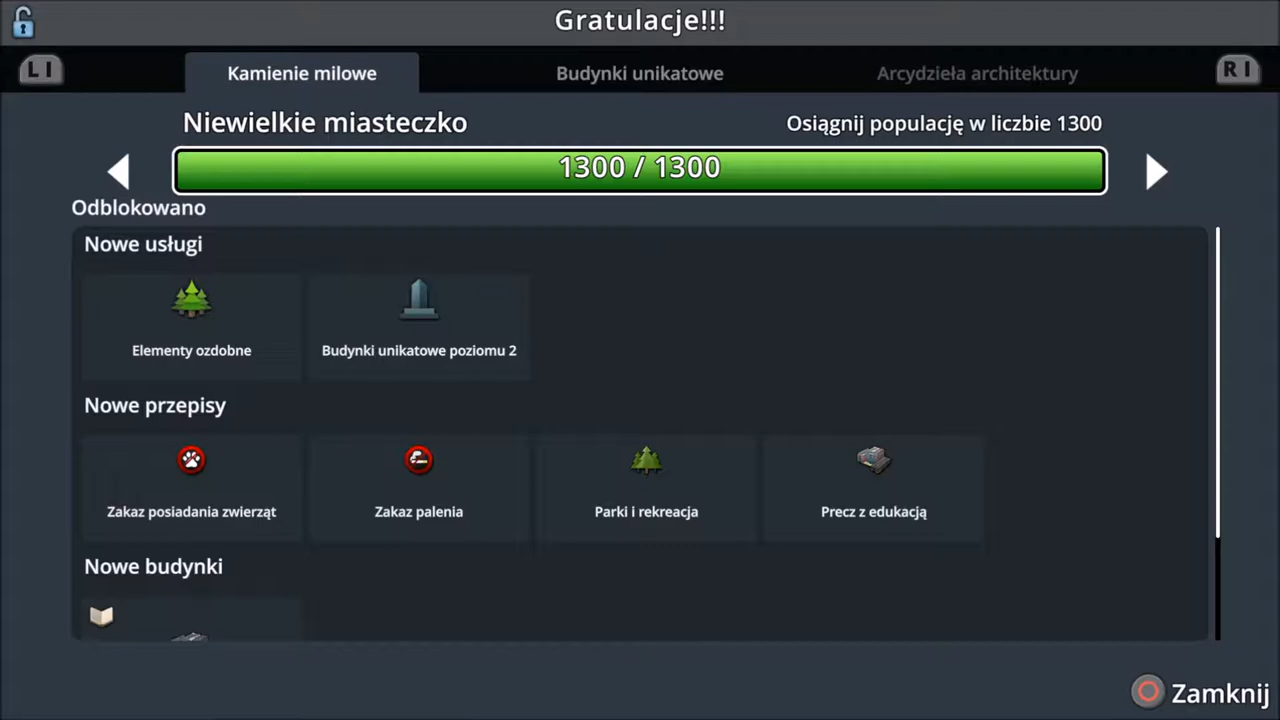 Gratulacje!!!
L1
Kamienie milowe
Budynki unikatowe
Arcydzieła architektury
R1
Niewielkie miasteczko
Osiągnij populację w liczbie 1300
1300 / 1300
Odblokowano
Nowe usługi
Elementy ozdobne
Budynki unikatowe poziomu 2
Nowe przepisy
Zakaz posiadania zwierząt
Zakaz palenia
Parki i rekreacja
Precz z edukacją
Nowe budynki
Zamknij